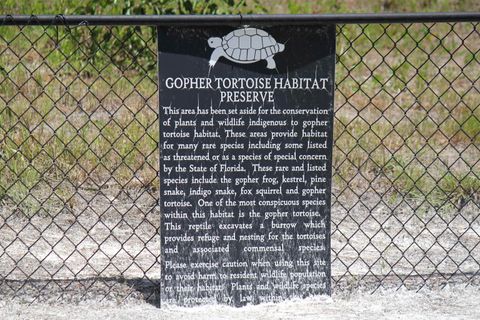 GOPHER TORTOISE HABITAT
PRESERVE
This area has been set aside for the conservation
of plants and wildlife indigenous to gopher
tortoise habitat. These areas provide habitat
for many rare species including some listed
as threatened or as a species of special concern
by the State of Florida. These rare and listed
species include the gopher frog, kestrel, pine
snake, indigo snake, fox squirrel and gopher
tortoise. One of the most conspicuous species
within this habitat is the gopher tortoise.
This reptile excavates a burrow which
provides refuge and nesting for the tortoises
and associated commensal species.
Please exercise caution when using this site
to avoid harm to resident wildlife population
or their habitat. Plants and wildlife species
are protected by law within